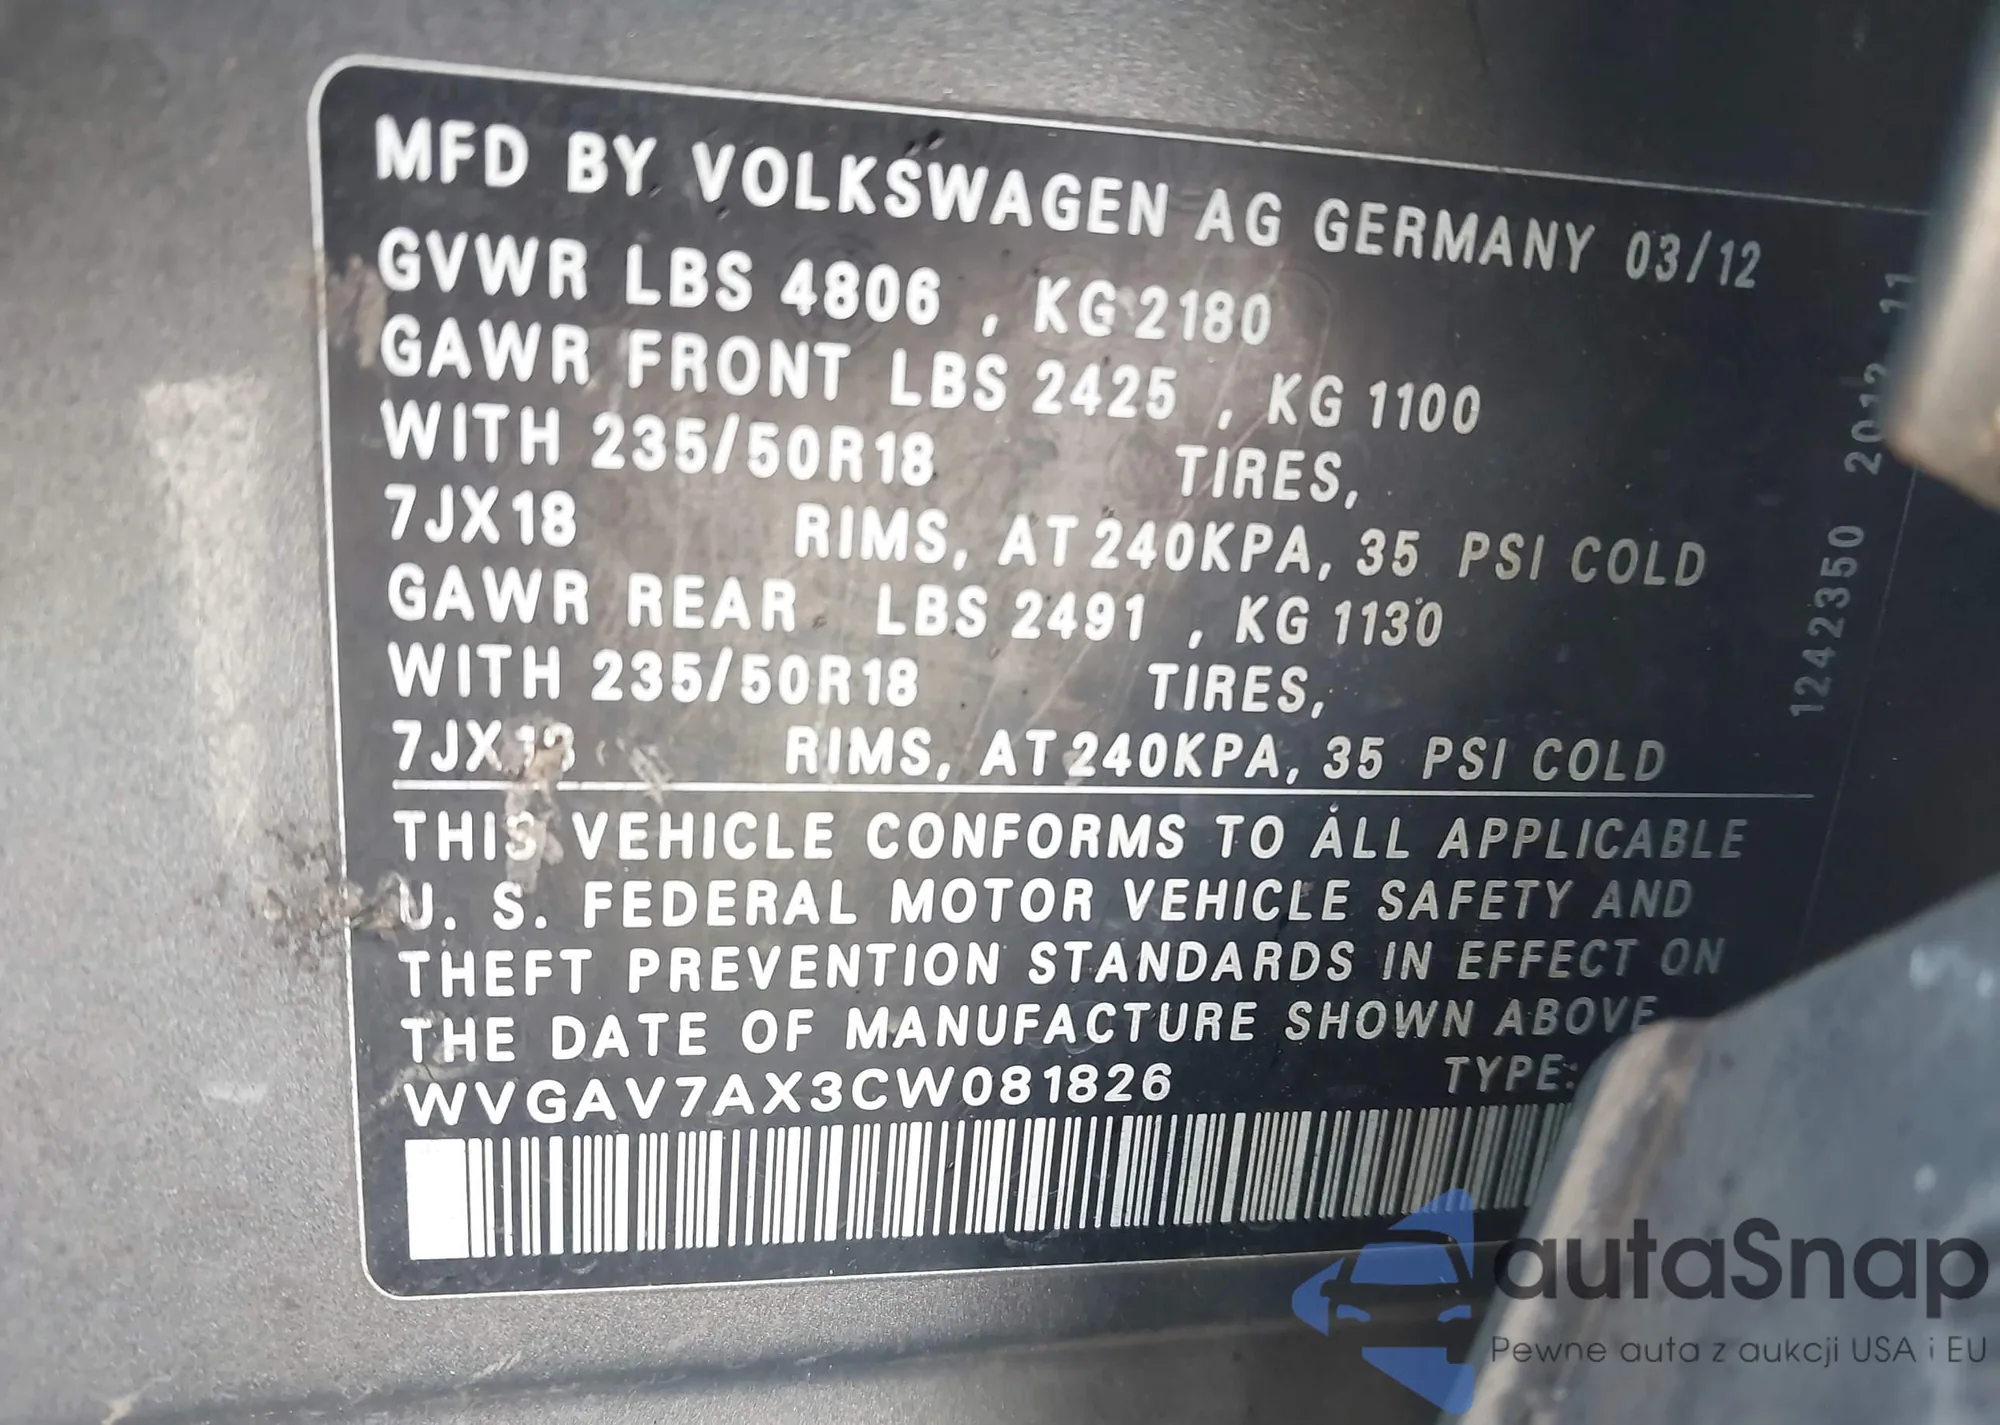 MFD BY VOLKSWAGEN AG GERMANY 03/12
GVWR LBS 4806 , KG 2180
GAWR FRONT LBS 2425 , KG 1100
WITH 235/50R18 TIRES,
7JX18 RIMS, AT 240KPA, 35 PSI COLD
GAWR REAR LBS 2491 , KG 1130
WITH 235/50R18 TIRES,
7JX18 RIMS, AT 240KPA, 35 PSI COLD
THIS VEHICLE CONFORMS TO ALL APPLICABLE
U. S. FEDERAL MOTOR VEHICLE SAFETY AND
THEFT PREVENTION STANDARDS IN EFFECT ON
THE DATE OF MANUFACTURE SHOWN ABOVE
WVGAV7AX3CW081826 TYPE:
1242350 2012 11
autaSnap
Pewne auta z aukcji USA i EU